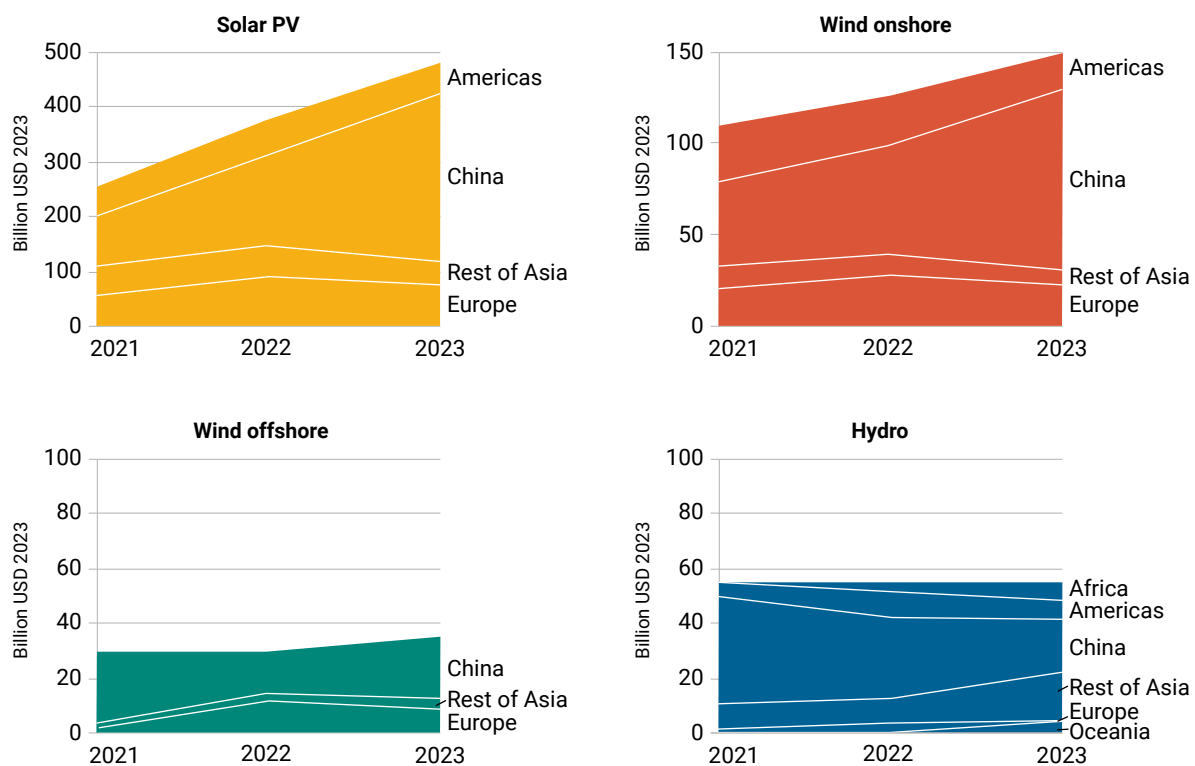 Solar PV
Billion USD 2023
500
400
300
200
100
0
2021
2022
2023
Americas
China
Rest of Asia
Europe
Wind onshore
Billion USD 2023
150
100
50
0
2021
2022
2023
Americas
China
Rest of Asia
Europe
Wind offshore
Billion USD 2023
100
80
60
40
20
0
2021
2022
2023
China
Rest of Asia
Europe
Hydro
Billion USD 2023
100
80
60
40
20
0
2021
2022
2023
Africa
Americas
China
Rest of Asia
Europe
Oceania